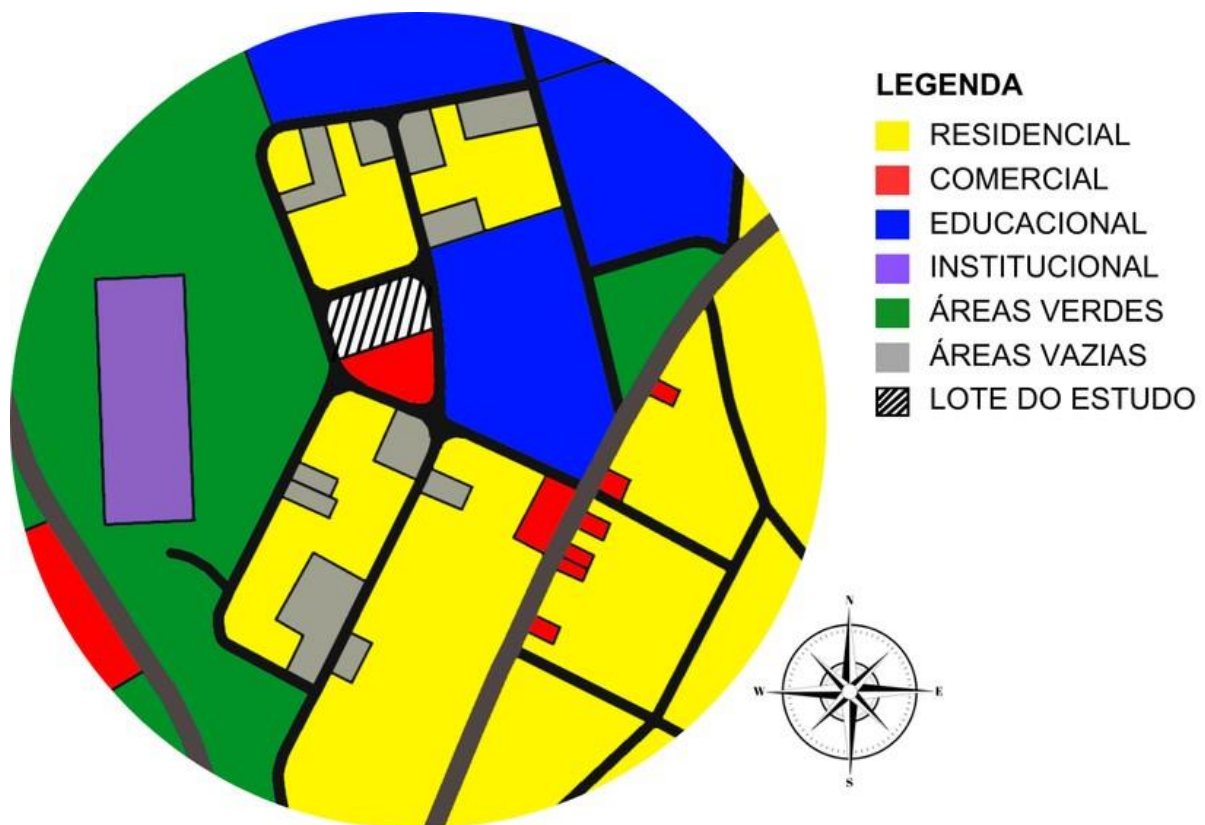 LEGENDA
RESIDENCIAL
COMERCIAL
EDUCACIONAL
INSTITUCIONAL
ÁREAS VERDES
ÁREAS VAZIAS
LOTE DO ESTUDO
N
W
E
S